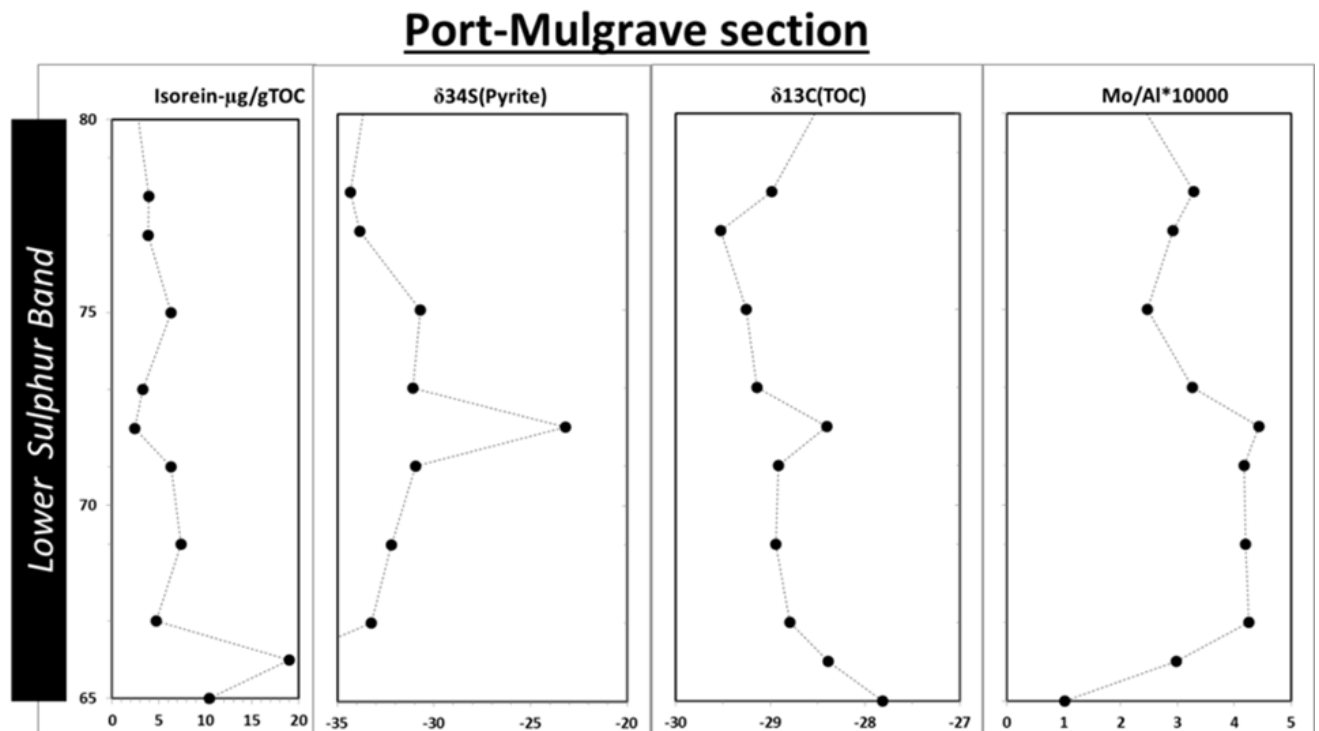 Port-Mulgrave section
Isorein-µg/gTOC
δ34S(Pyrite)
δ13C(TOC)
Mo/Al*10000
Lower Sulphur Band
80
75
70
65
0 5 10 15 20
-35 -30 -25 -20
-30 -29 -28 -27
0 1 2 3 4 5